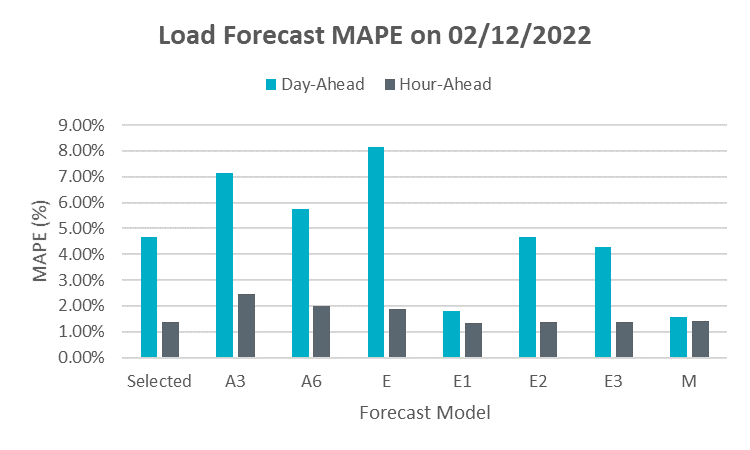 Load Forecast MAPE on 02/12/2022
Day-Ahead Hour-Ahead
9.00%
8.00%
7.00%
6.00%
5.00%
4.00%
3.00%
2.00%
1.00%
0.00%
MAPE (%)
Selected A3 A6 E E1 E2 E3 M
Forecast Model